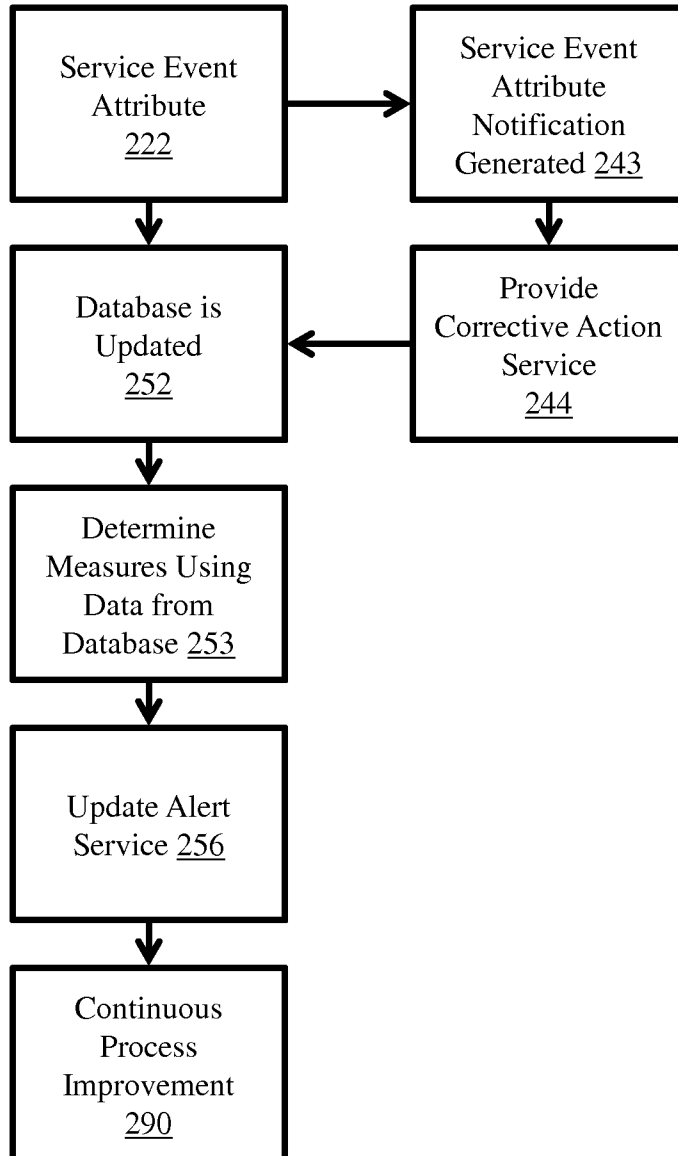 Service Event
Attribute
222
Service Event
Attribute
Notification
Generated 243
Database is
Updated
252
Provide
Corrective Action
Service
244
Determine
Measures Using
Data from
Database 253
Update Alert
Service 256
Continuous
Process
Improvement
290